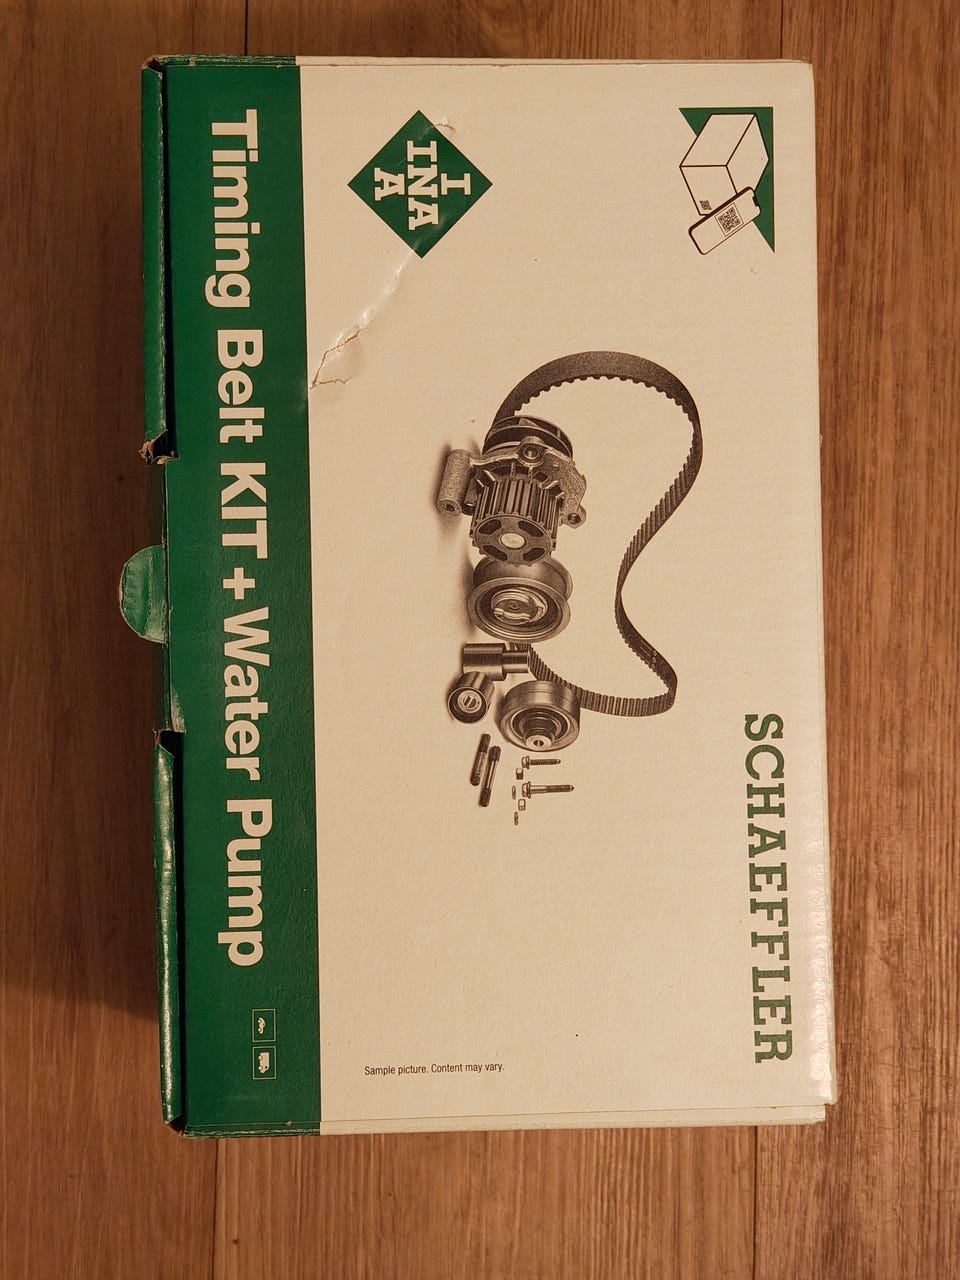 SCHAEFFLER
I
INA
A
Timing Belt KIT + Water Pump
Sample picture. Content may vary.